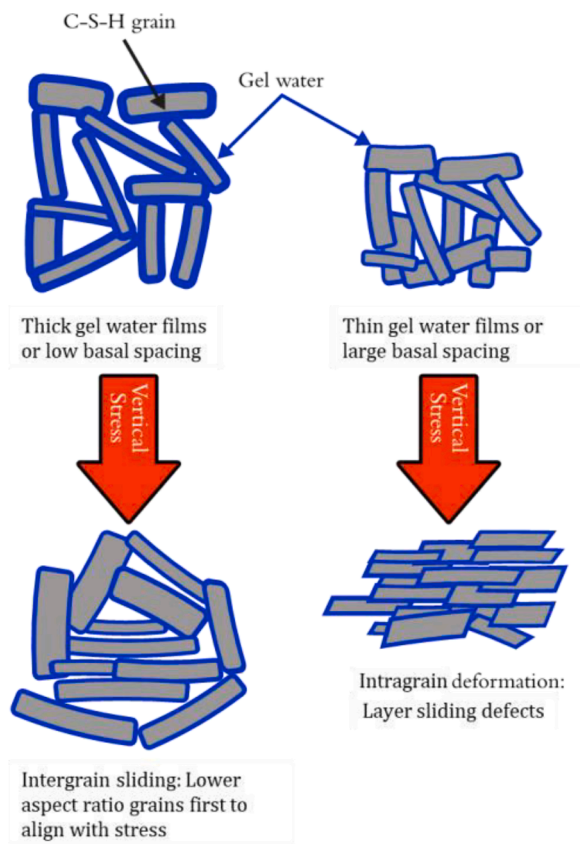 C-S-H grain
Gel water
Thick gel water films
or low basal spacing
Thin gel water films or
large basal spacing
Vertical
Stress
Vertical
Stress
Intragrain deformation:
Layer sliding defects
Intergrain sliding: Lower
aspect ratio grains first to
align with stress